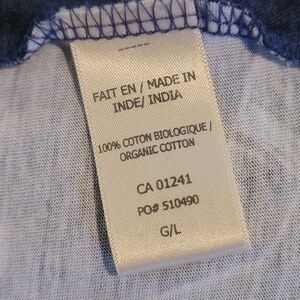 FAIT EN / MADE IN
INDE/ INDIA
100% COTON BIOLOGIQUE /
ORGANIC COTTON
CA 01241
PO# 510490
G/L